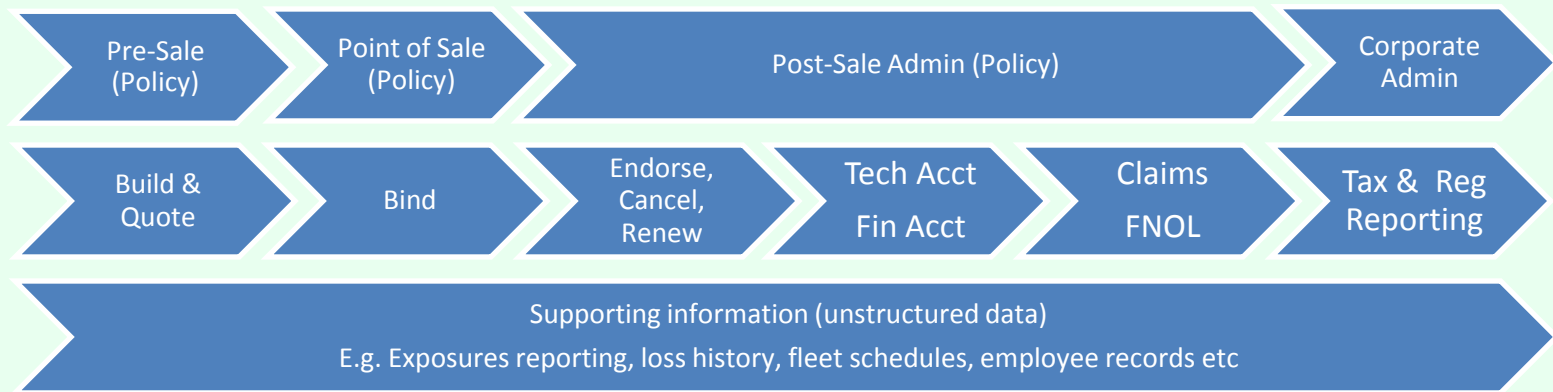 Pre-Sale
(Policy)
Point of Sale
(Policy)
Post-Sale Admin (Policy)
Corporate
Admin
Build &
Quote
Bind
Endorse,
Cancel,
Renew
Tech Acct
Fin Acct
Claims
FNOL
Tax & Reg
Reporting
Supporting information (unstructured data)
E.g. Exposures reporting, loss history, fleet schedules, employee records etc